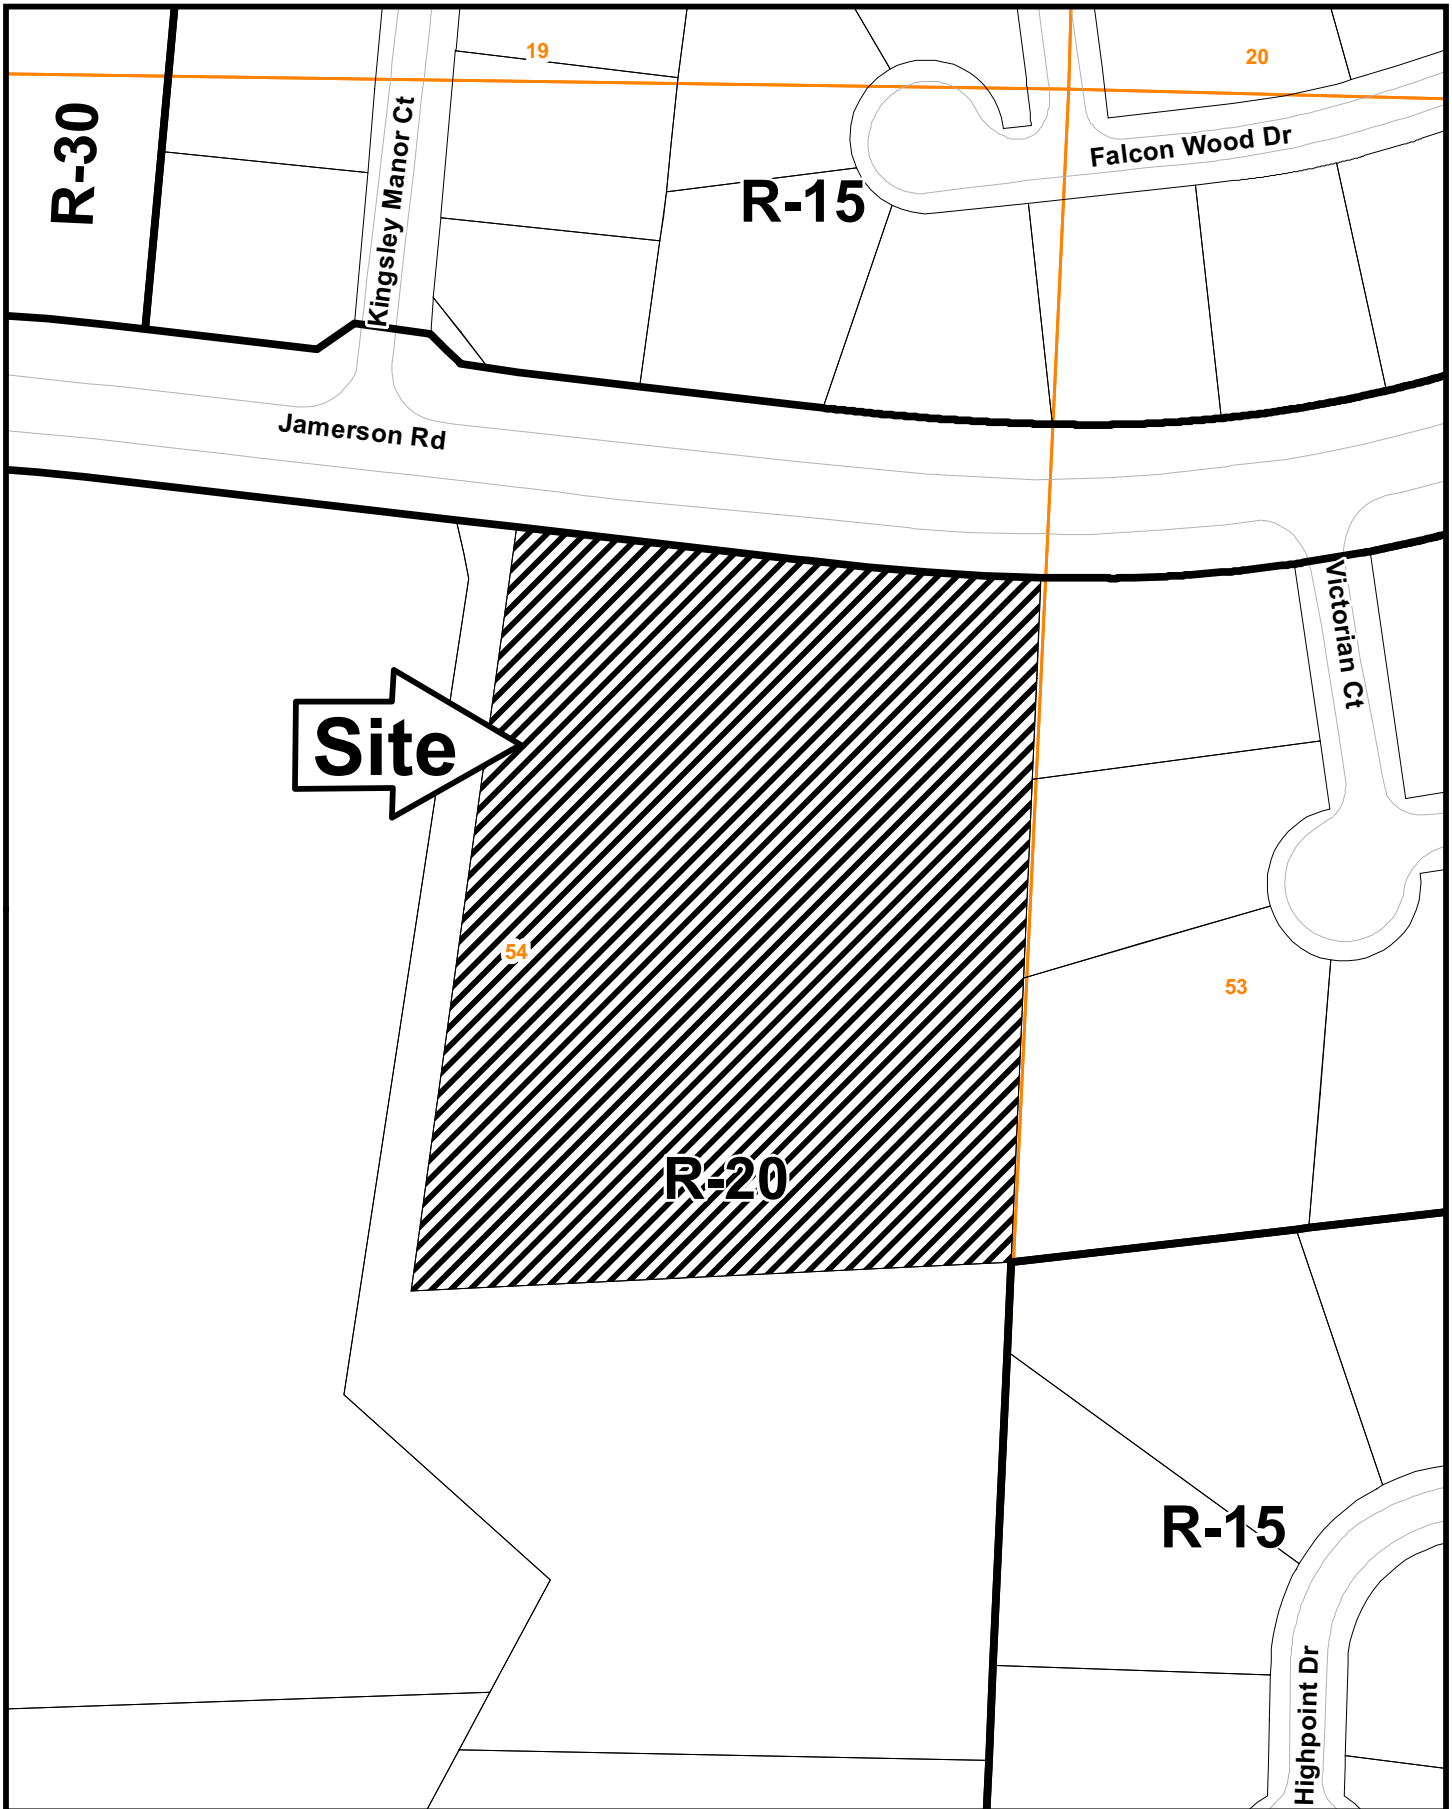 19
20
R-30
Kingsley Manor Ct
Falcon Wood Dr
R-15
Jamerson Rd
Victorian Ct
Site
54
53
R-20
R-15
Highpoint Dr